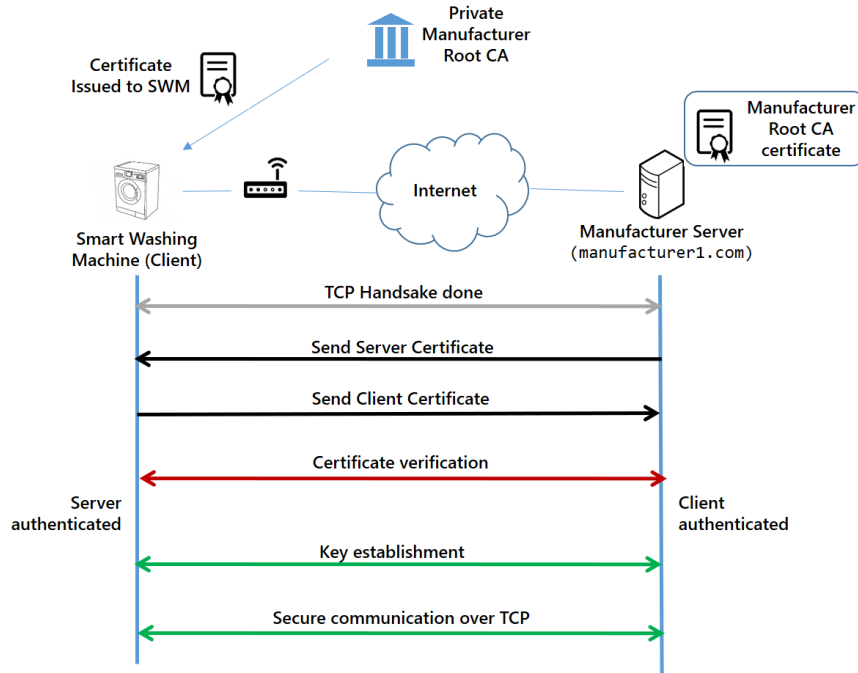 Private
Manufacturer
Root CA
Certificate
Issued to SWM
Manufacturer
Root CA
certificate
Internet
Smart Washing
Machine (Client)
Manufacturer Server
(manufacturer1.com)
TCP Handsake done
Send Server Certificate
Send Client Certificate
Certificate verification
Server
authenticated
Client
authenticated
Key establishment
Secure communication over TCP